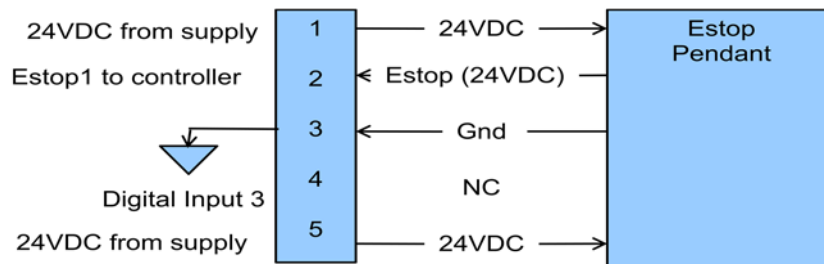 24VDC from supply 1 24VDC Estop
Pendant
Estop1 to controller 2 Estop (24VDC)
3 Gnd
4 NC
Digital Input 3
5
24VDC from supply 24VDC